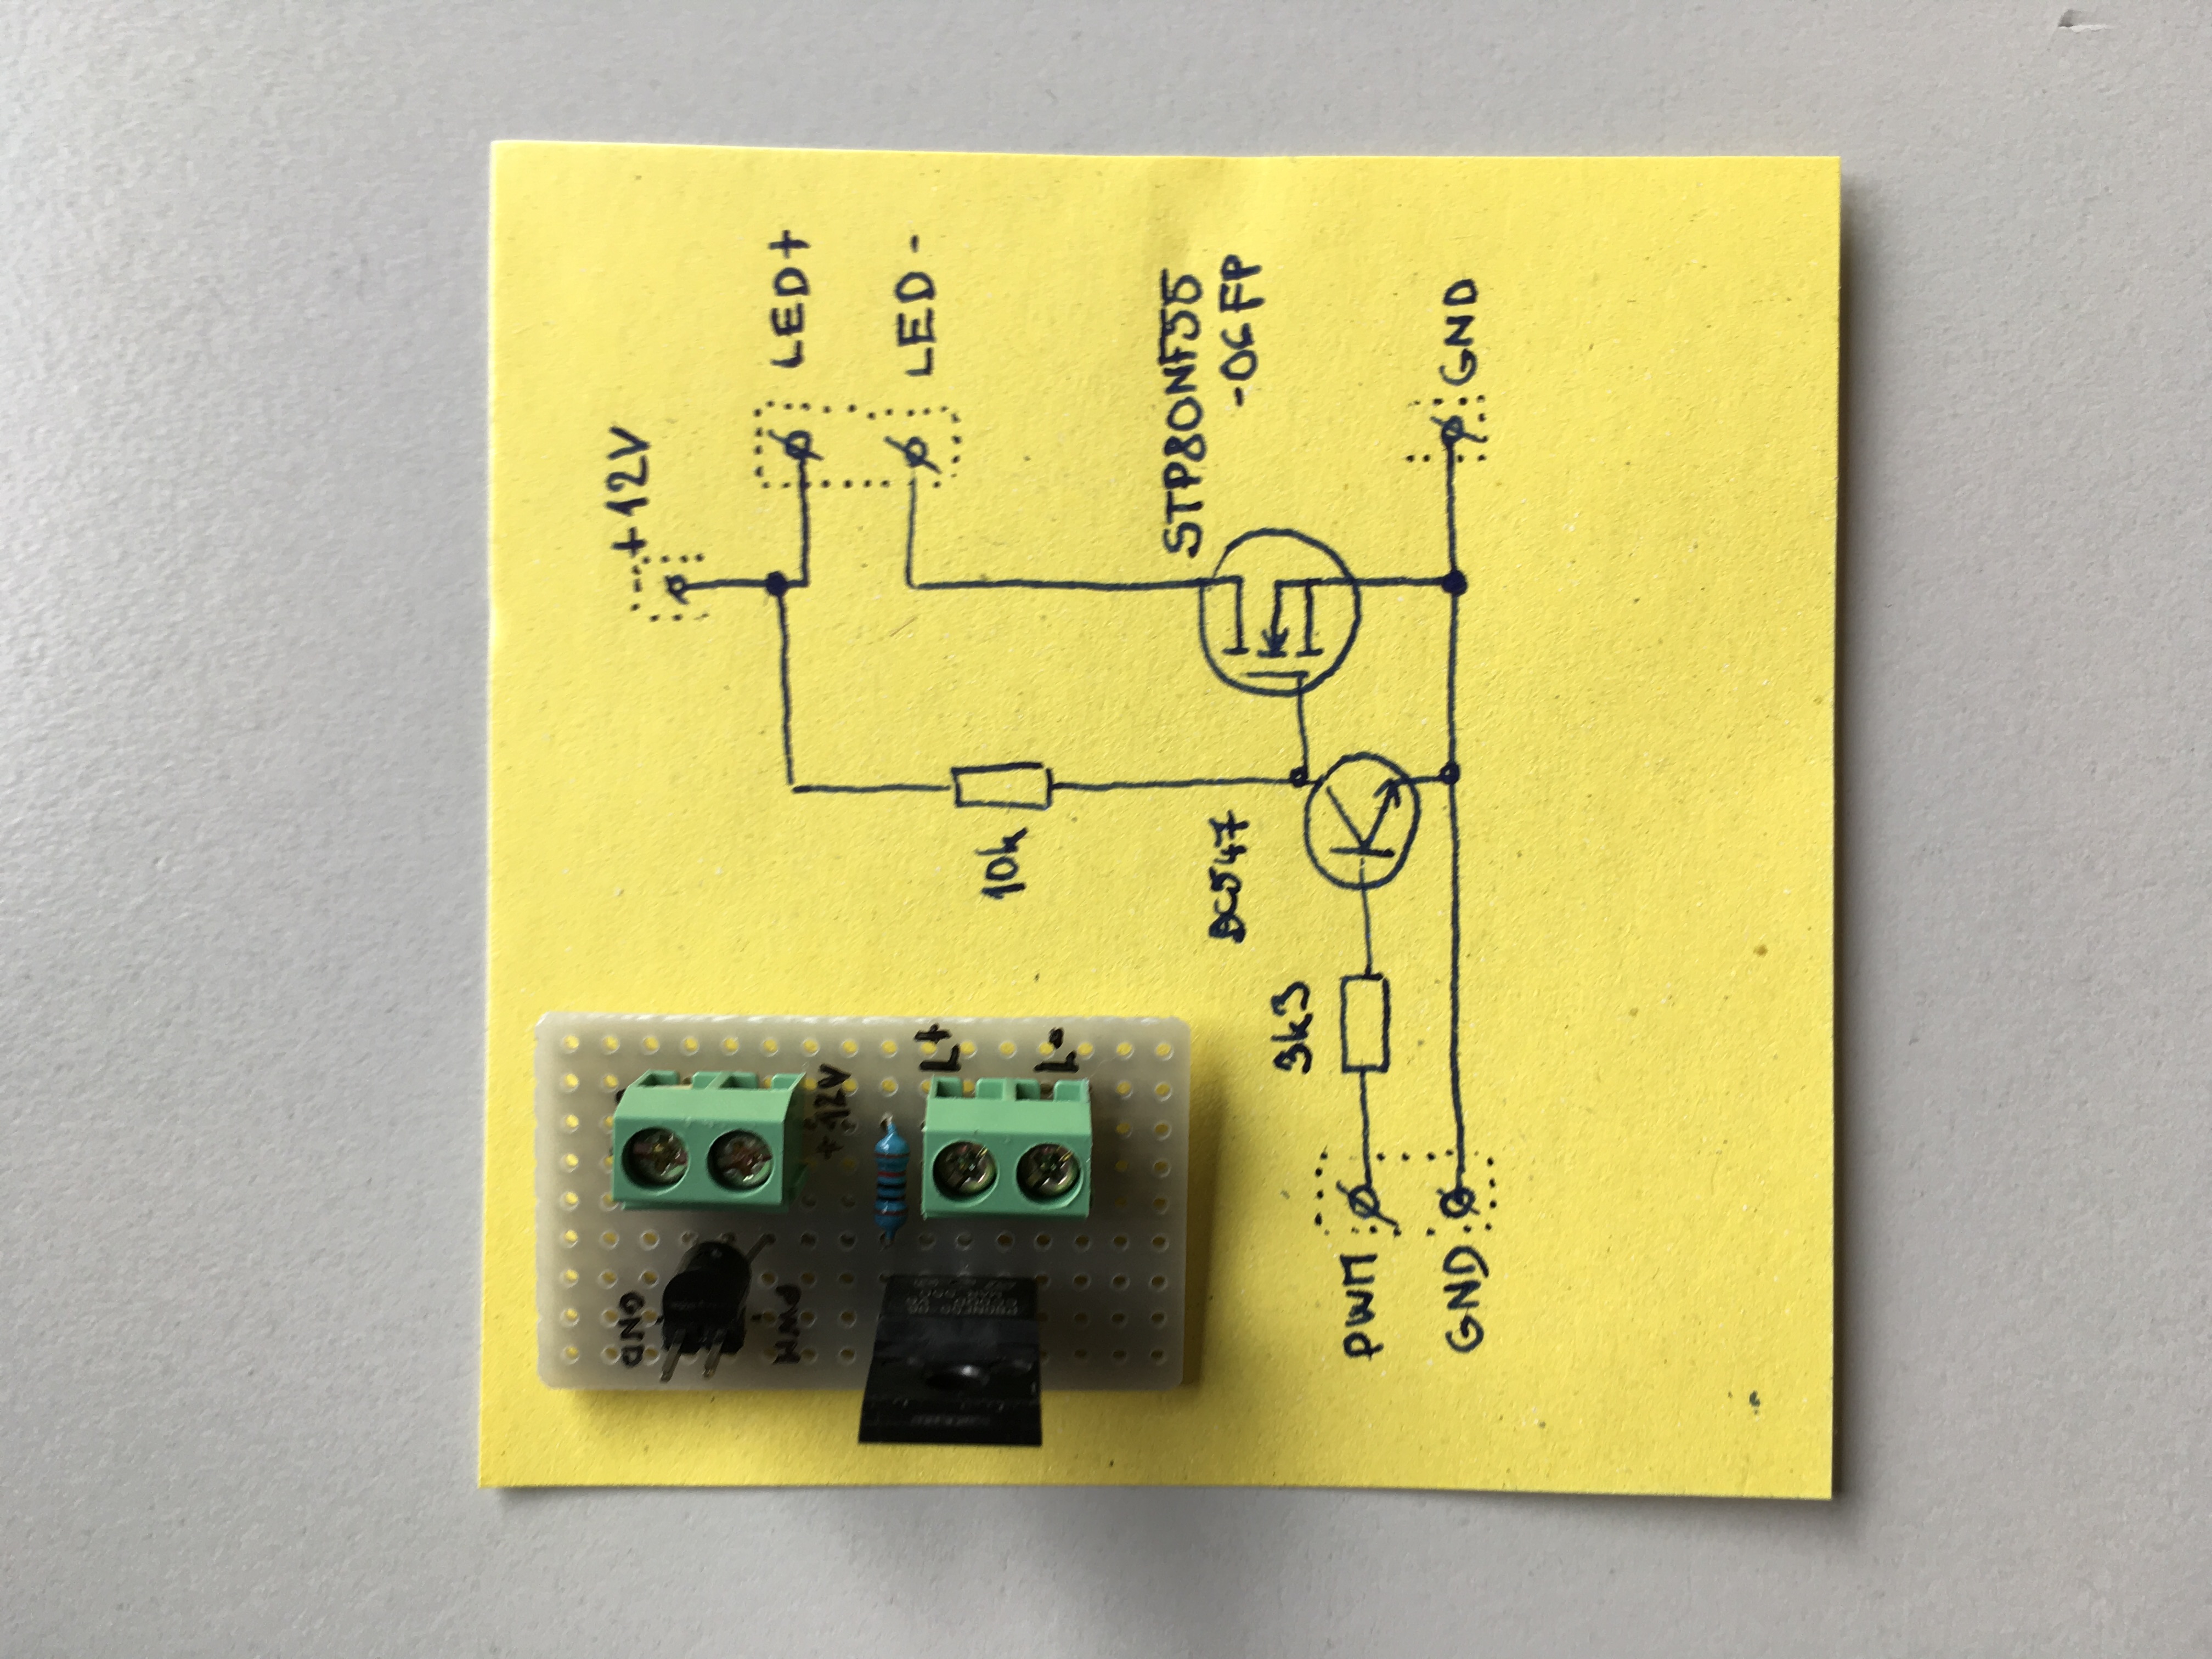 GND
PWM
+12V
L+
L-
+12V
LED+
LED-
10k
STP80NF55
-06FP
BC547
3k3
PWM
GND
GND